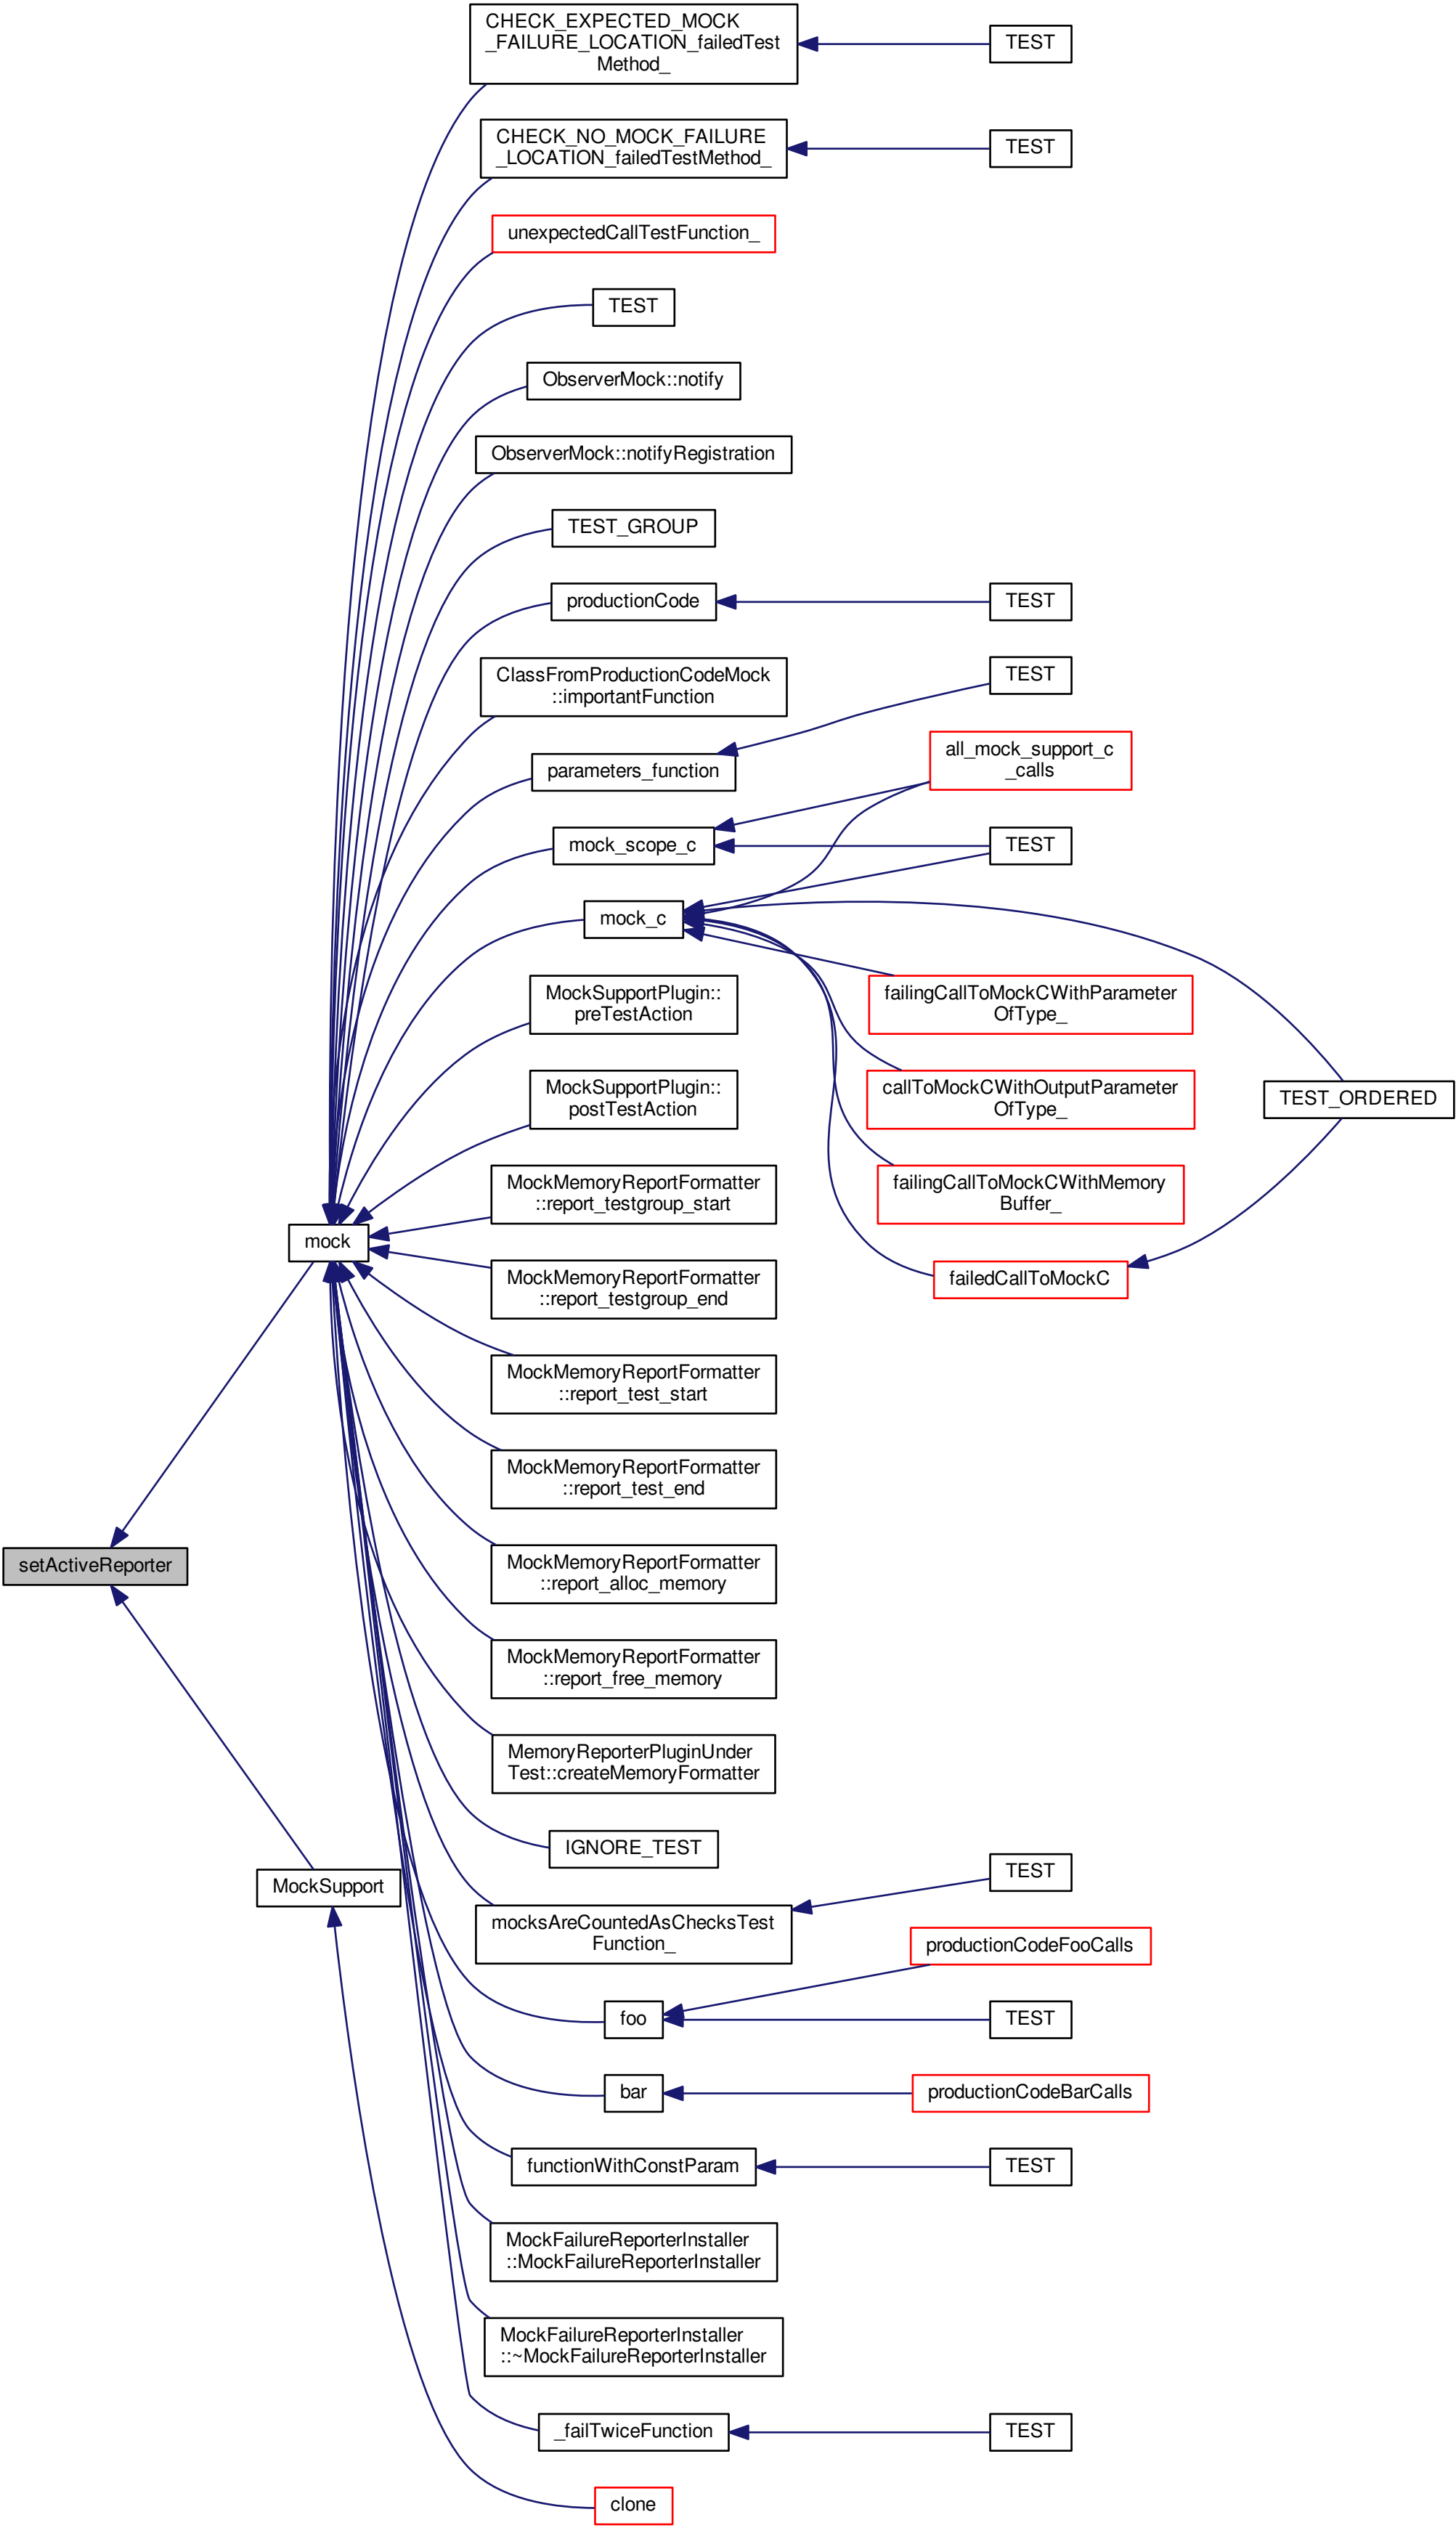 CHECK_EXPECTED_MOCK
_FAILURE_LOCATION_failedTest
Method_
TEST
CHECK_NO_MOCK_FAILURE
_LOCATION_failedTestMethod_
TEST
unexpectedCallTestFunction_
TEST
ObserverMock::notify
ObserverMock::notifyRegistration
TEST_GROUP
productionCode
TEST
ClassFromProductionCodeMock
::importantFunction
TEST
parameters_function
all_mock_support_c
_calls
mock_scope_c
TEST
mock_c
MockSupportPlugin::
preTestAction
failingCallToMockCWithParameter
OfType_
MockSupportPlugin::
postTestAction
callToMockCWithOutputParameter
OfType_
TEST_ORDERED
MockMemoryReportFormatter
::report_testgroup_start
failingCallToMockCWithMemory
Buffer_
mock
MockMemoryReportFormatter
::report_testgroup_end
failedCallToMockC
MockMemoryReportFormatter
::report_test_start
MockMemoryReportFormatter
::report_test_end
setActiveReporter
MockMemoryReportFormatter
::report_alloc_memory
MockMemoryReportFormatter
::report_free_memory
MemoryReporterPluginUnder
Test::createMemoryFormatter
IGNORE_TEST
MockSupport
TEST
mocksAreCountedAsChecksTest
Function_
productionCodeFooCalls
foo
TEST
bar
productionCodeBarCalls
functionWithConstParam
TEST
MockFailureReporterInstaller
::MockFailureReporterInstaller
MockFailureReporterInstaller
::~MockFailureReporterInstaller
_failTwiceFunction
TEST
clone